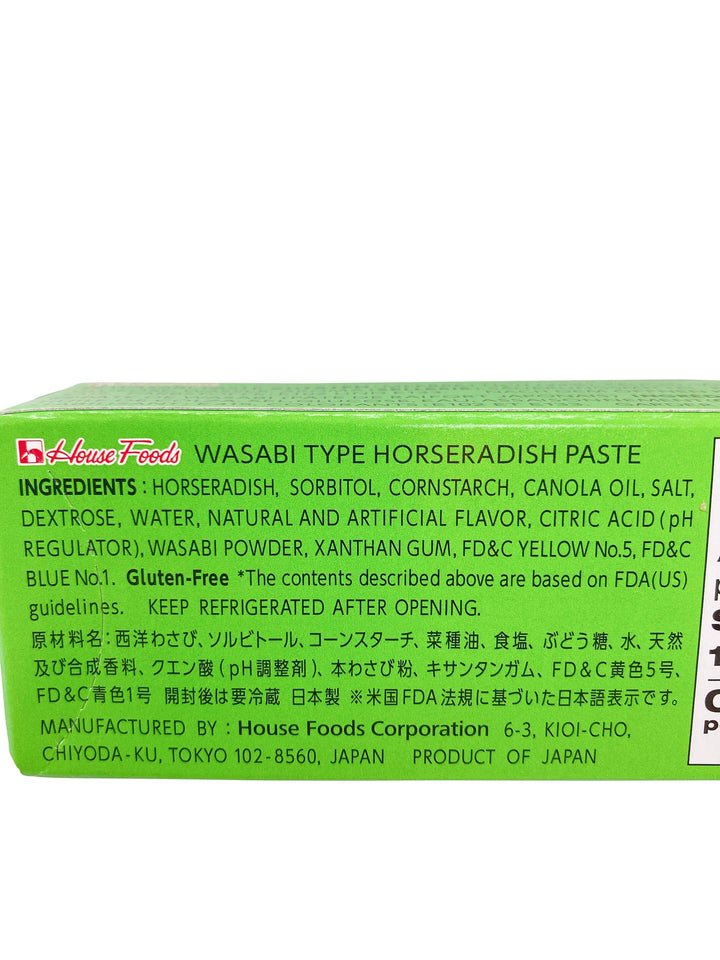 House Foods WASABI TYPE HORSERADISH PASTE
INGREDIENTS : HORSERADISH, SORBITOL, CORNSTARCH, CANOLA OIL, SALT,
DEXTROSE, WATER, NATURAL AND ARTIFICIAL FLAVOR, CITRIC ACID (pH
REGULATOR), WASABI POWDER, XANTHAN GUM, FD&C YELLOW No.5, FD&C
BLUE No.1. Gluten-Free *The contents described above are based on FDA(US)
guidelines. KEEP REFRIGERATED AFTER OPENING.
原材料名:西洋わさび、ソルビトール、コーンスターチ、菜種油、食塩、ぶどう糖、水、天然
及び合成香料、クエン酸(pH調整剤)、本わさび粉、キサンタンガム、FD&C黄色5号、
FD&C青色1号 開封後は要冷蔵 日本製 ※米国FDA法規に基づいた日本語表示です。
MANUFACTURED BY : House Foods Corporation 6-3, KIOI-CHO,
CHIYODA-KU, TOKYO 102-8560, JAPAN PRODUCT OF JAPAN